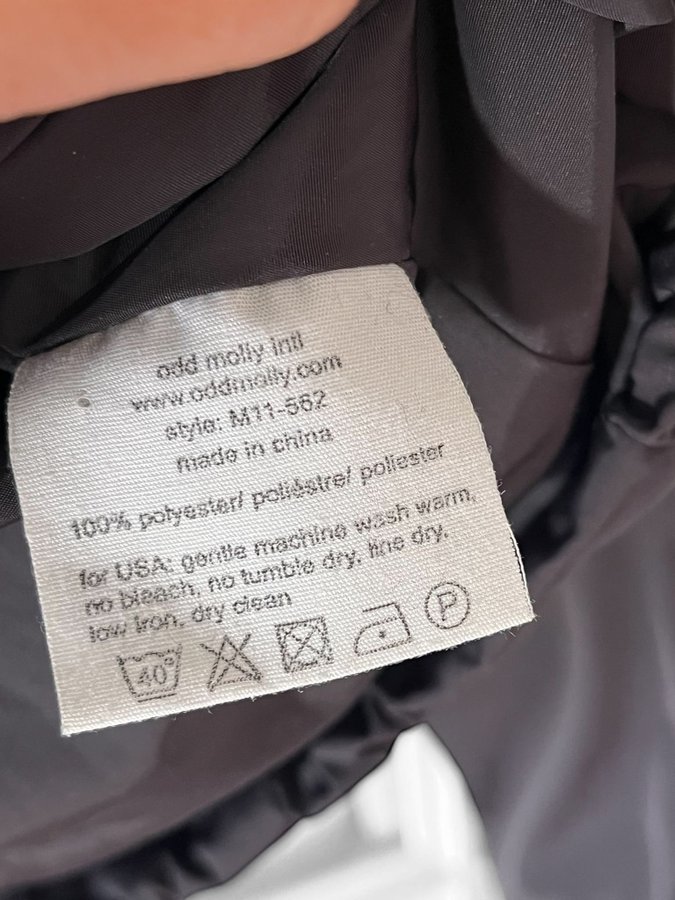 odd molly intl
www.oddmolly.com
style: M11-562
made in china
100% polyester/ poliéstre/ poliester
for USA: gentle machine wash warm,
no bleach, no tumble dry, line dry,
low iron, dry clean
40°
P